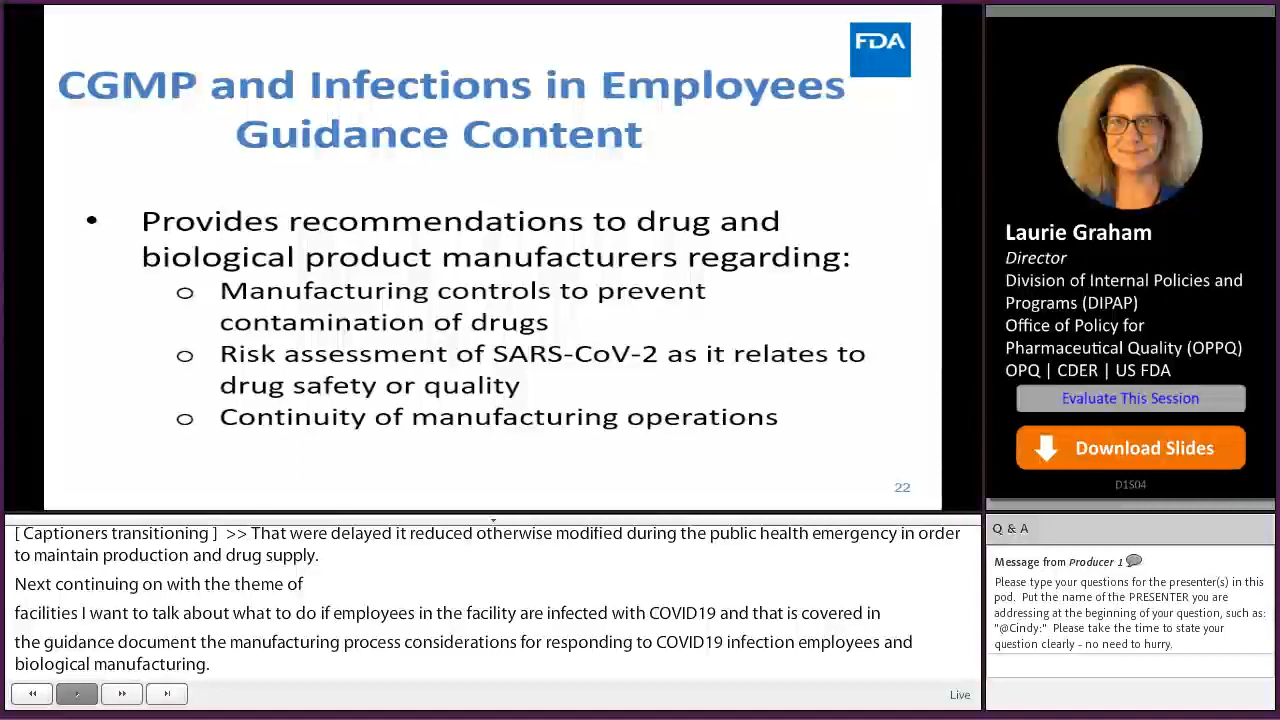 FDA
CGMP and Infections in Employees
Guidance Content
• Provides recommendations to drug and
biological product manufacturers regarding:
o Manufacturing controls to prevent
contamination of drugs
o Risk assessment of SARS-CoV-2 as it relates to
drug safety or quality
o Continuity of manufacturing operations
22
Laurie Graham
Director
Division of Internal Policies and
Programs (DIPAP)
Office of Policy for
Pharmaceutical Quality (OPPQ)
OPQ | CDER | US FDA
Evaluate This Session
Download Slides
D1S04
[ Captioners transitioning ] >> That were delayed it reduced otherwise modified during the public health emergency in order
to maintain production and drug supply.
Next continuing on with the theme of
facilities I want to talk about what to do if employees in the facility are infected with COVID19 and that is covered in
the guidance document the manufacturing process considerations for responding to COVID19 infection employees and
biological manufacturing.
Live
Q & A
Message from Producer 1
Please type your questions for the presenter(s) in this
pod. Put the name of the PRESENTER you are
addressing at the beginning of your question, such as:
"@Cindy:" Please take the time to state your
question clearly - no need to hurry.